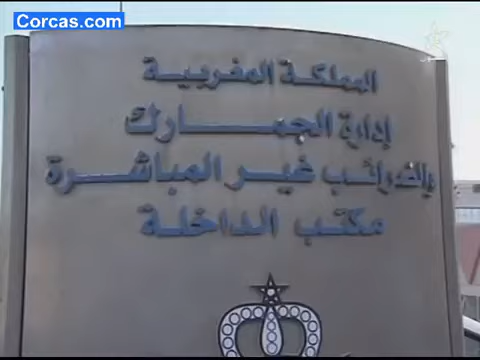 Corcas.com
المملكة المغربية
إدارة الجمارك
والضرائب غير المباشرة
مكتب الداخلة